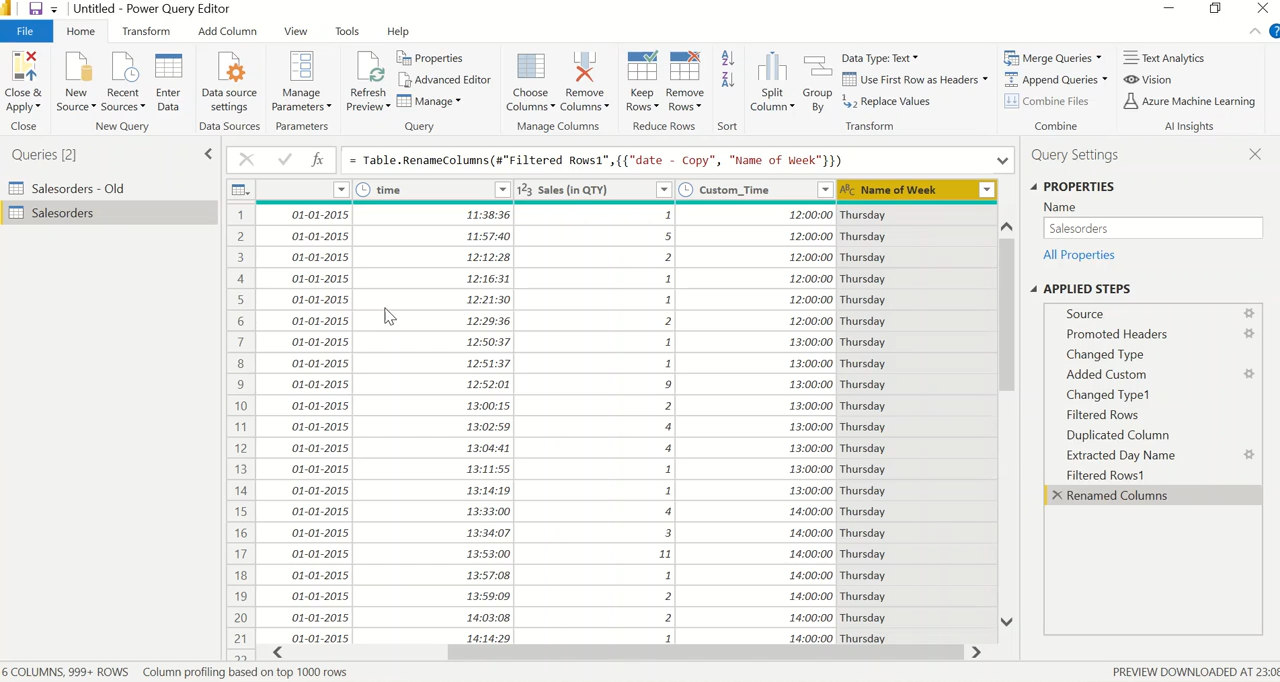 Untitled - Power Query Editor
File Home Transform Add Column View Tools Help
Close & Apply
New Source
Recent Sources
Enter Data
Data source settings
Manage Parameters
Refresh Preview
Properties
Advanced Editor
Manage
Choose Columns
Remove Columns
Keep Rows
Remove Rows
Split Column
Group By
Data Type: Text
Use First Row as Headers
Replace Values
Merge Queries
Append Queries
Combine Files
Text Analytics
Vision
Azure Machine Learning
Close New Query Data Sources Parameters Query Manage Columns Reduce Rows Sort Transform Combine AI Insights
Queries [2]
Salesorders - Old
Salesorders
fx = Table.RenameColumns(#"Filtered Rows1",{{"date - Copy", "Name of Week"}})
time 123 Sales (in QTY) Custom_Time ABC Name of Week
1 01-01-2015 11:38:36 1 12:00:00 Thursday
2 01-01-2015 11:57:40 5 12:00:00 Thursday
3 01-01-2015 12:12:28 2 12:00:00 Thursday
4 01-01-2015 12:16:31 1 12:00:00 Thursday
5 01-01-2015 12:21:30 1 12:00:00 Thursday
6 01-01-2015 12:29:36 2 12:00:00 Thursday
7 01-01-2015 12:50:37 1 13:00:00 Thursday
8 01-01-2015 12:51:37 1 13:00:00 Thursday
9 01-01-2015 12:52:01 9 13:00:00 Thursday
10 01-01-2015 13:00:15 2 13:00:00 Thursday
11 01-01-2015 13:02:59 4 13:00:00 Thursday
12 01-01-2015 13:04:41 4 13:00:00 Thursday
13 01-01-2015 13:11:55 1 13:00:00 Thursday
14 01-01-2015 13:14:19 1 13:00:00 Thursday
15 01-01-2015 13:33:00 4 14:00:00 Thursday
16 01-01-2015 13:34:07 3 14:00:00 Thursday
17 01-01-2015 13:53:00 11 14:00:00 Thursday
18 01-01-2015 13:57:08 1 14:00:00 Thursday
19 01-01-2015 13:59:09 2 14:00:00 Thursday
20 01-01-2015 14:03:08 2 14:00:00 Thursday
21 01-01-2015 14:14:29 1 14:00:00 Thursday
22
Query Settings
PROPERTIES
Name
Salesorders
All Properties
APPLIED STEPS
Source
Promoted Headers
Changed Type
Added Custom
Changed Type1
Filtered Rows
Duplicated Column
Extracted Day Name
Filtered Rows1
Renamed Columns
6 COLUMNS, 999+ ROWS Column profiling based on top 1000 rows PREVIEW DOWNLOADED AT 23:08